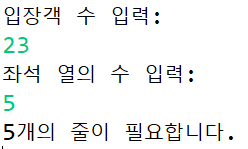 입장객 수 입력:
23
좌석 열의 수 입력:
5
5개의 줄이 필요합니다.